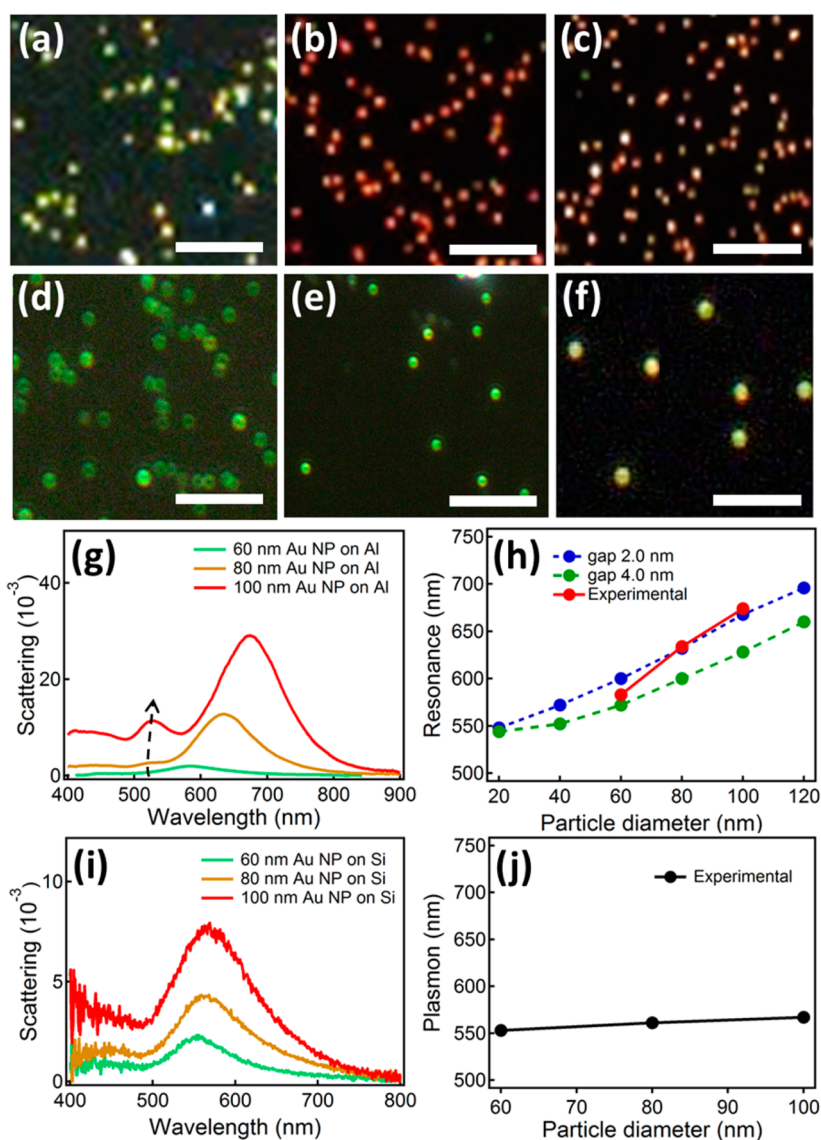 (a)
(b)
(c)
(d)
(e)
(f)
(g)
60 nm Au NP on Al
80 nm Au NP on Al
100 nm Au NP on Al
Scattering (10⁻³)
40
20
0
400 500 600 700 800 900
Wavelength (nm)
(h)
gap 2.0 nm
gap 4.0 nm
Experimental
Resonance (nm)
750
700
650
600
550
500
20 40 60 80 100 120
Particle diameter (nm)
(i)
60 nm Au NP on Si
80 nm Au NP on Si
100 nm Au NP on Si
Scattering (10⁻³)
10
5
0
400 500 600 700 800
Wavelength (nm)
(j)
Experimental
Plasmon (nm)
750
700
650
600
550
500
60 70 80 90 100
Particle diameter (nm)